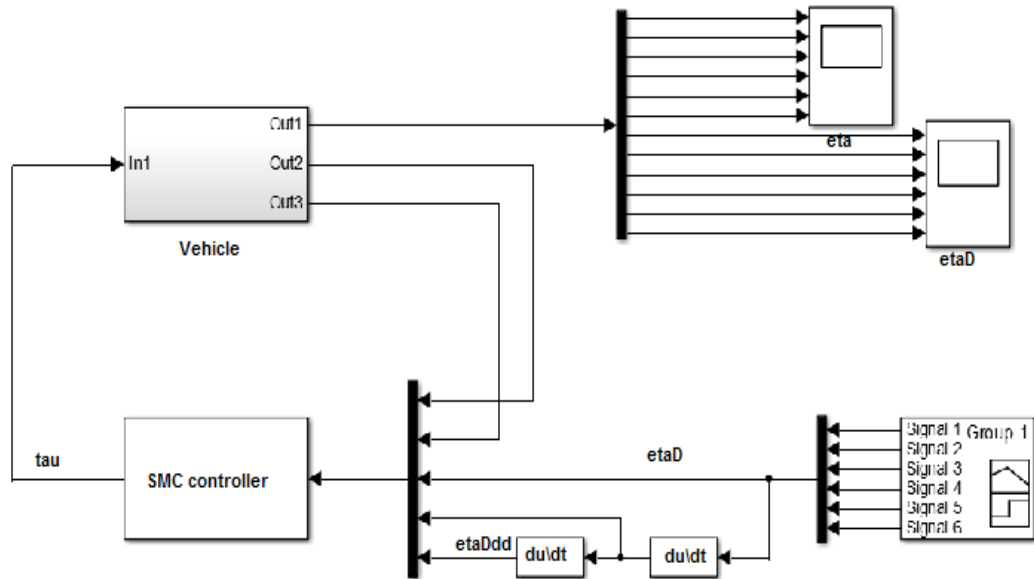 Out1
In1
Out2
Out3
Vehicle
eta
etaD
tau
SMC controller
etaD
etaDdd
du\dt
du\dt
Signal 1
Group 1
Signal 2
Signal 3
Signal 4
Signal 5
Signal 6